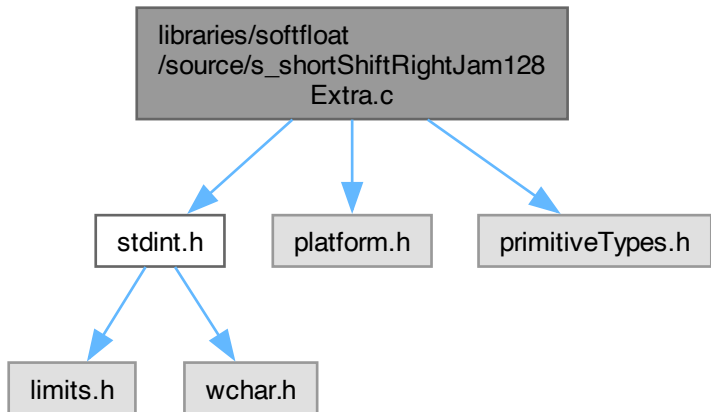 libraries/softfloat
/source/s_shortShiftRightJam128
Extra.c
stdint.h
platform.h
primitiveTypes.h
limits.h
wchar.h